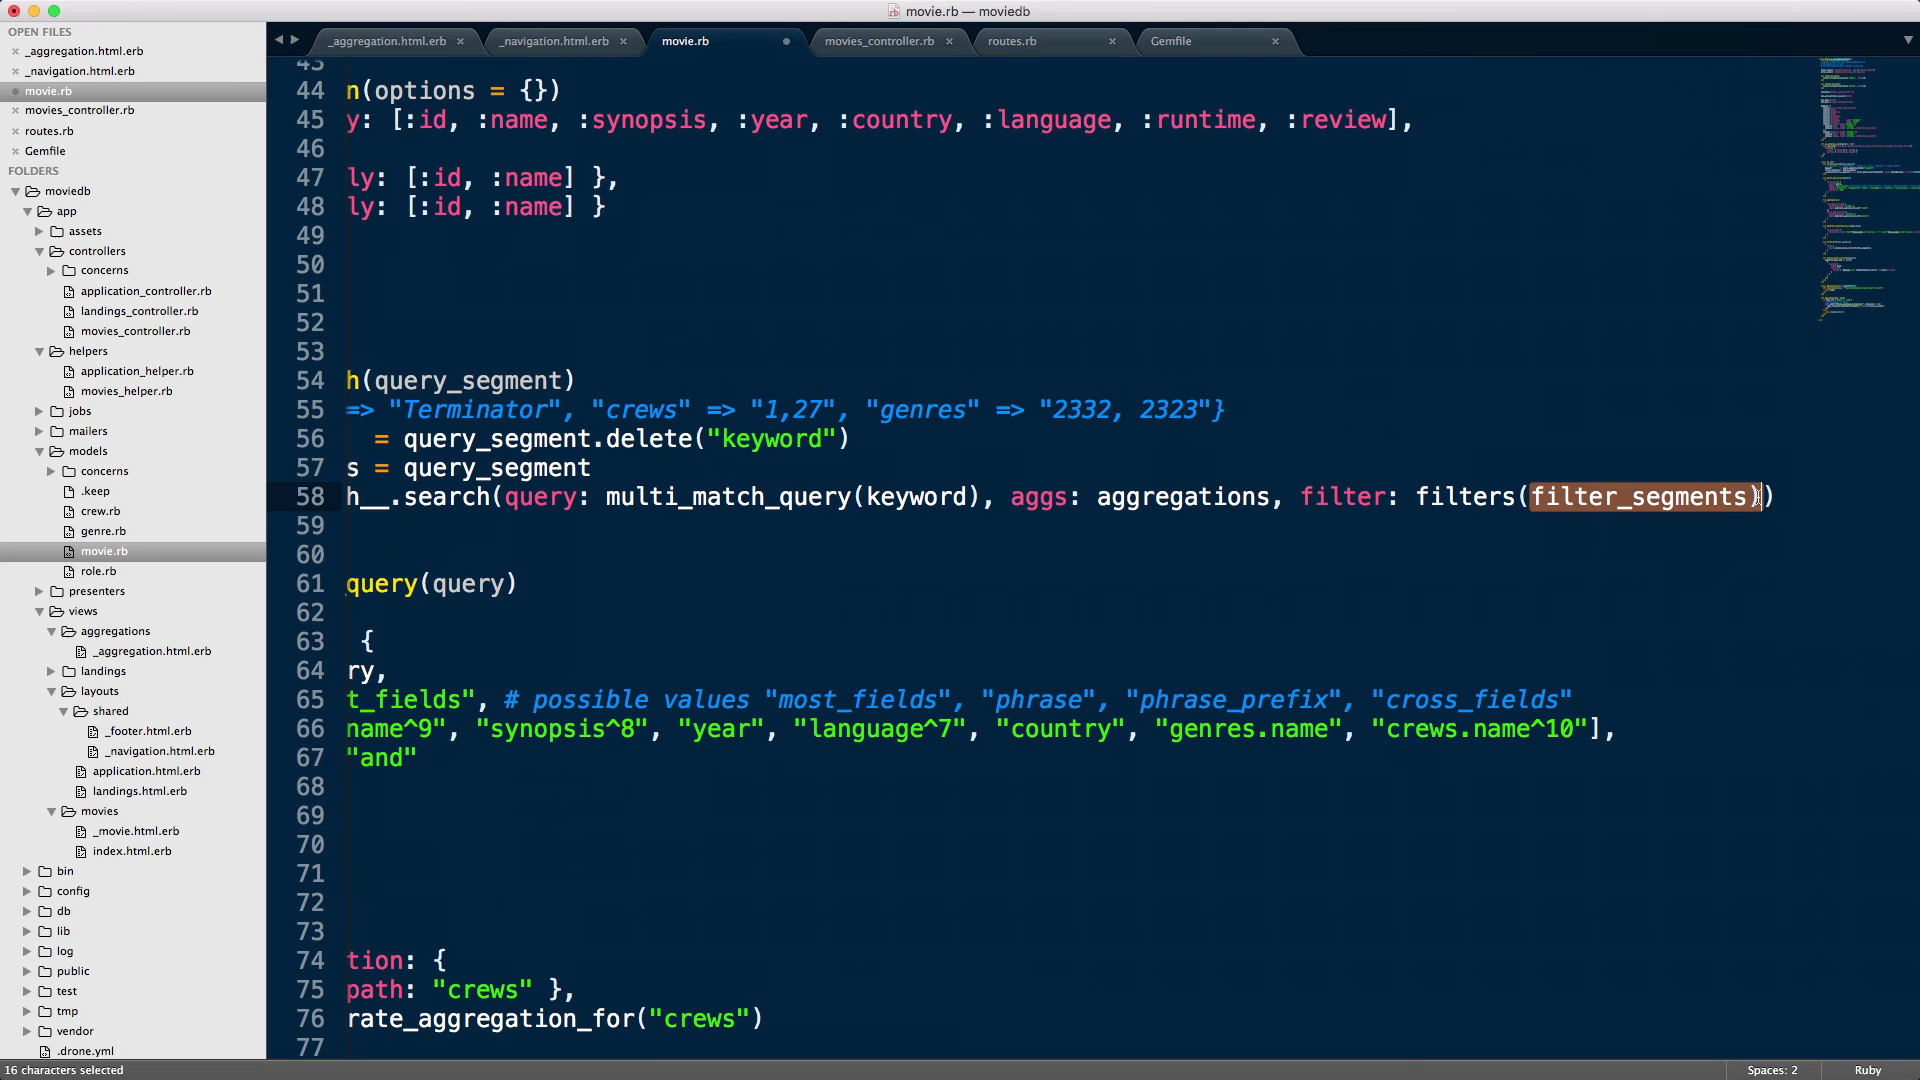 movie.rb — moviedb
OPEN FILES
_aggregation.html.erb
_navigation.html.erb
movie.rb
movies_controller.rb
routes.rb
Gemfile
FOLDERS
moviedb
app
assets
controllers
concerns
application_controller.rb
landings_controller.rb
movies_controller.rb
helpers
application_helper.rb
movies_helper.rb
jobs
mailers
models
concerns
.keep
crew.rb
genre.rb
movie.rb
role.rb
presenters
views
aggregations
_aggregation.html.erb
landings
layouts
shared
_footer.html.erb
_navigation.html.erb
application.html.erb
landings.html.erb
movies
_movie.html.erb
index.html.erb
bin
config
db
lib
log
public
test
tmp
vendor
.drone.yml
_aggregation.html.erb
_navigation.html.erb
movie.rb
movies_controller.rb
routes.rb
Gemfile
43
44 n(options = {})
45 y: [:id, :name, :synopsis, :year, :country, :language, :runtime, :review],
46
47 ly: [:id, :name] },
48 ly: [:id, :name] }
49
50
51
52
53
54 h(query_segment)
55 => "Terminator", "crews" => "1,27", "genres" => "2332, 2323"}
56 = query_segment.delete("keyword")
57 s = query_segment
58 h__.search(query: multi_match_query(keyword), aggs: aggregations, filter: filters(filter_segments))
59
60
61 _query(query)
62
63 {
64 ry,
65 t_fields", # possible values "most_fields", "phrase", "phrase_prefix", "cross_fields"
66 name^9", "synopsis^8", "year", "language^7", "country", "genres.name", "crews.name^10"],
67 "and"
68
69
70
71
72
73
74 tion: {
75 path: "crews" },
76 rate_aggregation_for("crews")
77
16 characters selected
Spaces: 2
Ruby